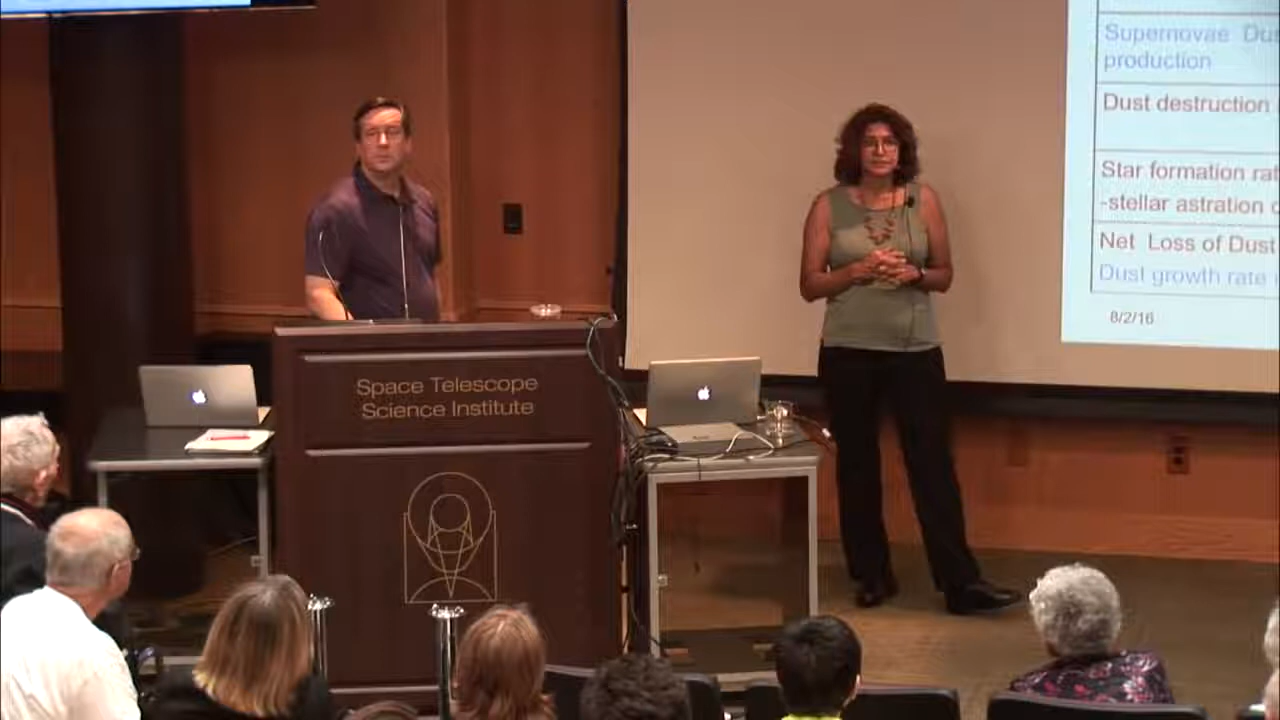 Supernovae
production
Dust destruction
Star formation
-stellar astration
Net Loss of Dust
Dust growth rate
8/2/16
Space Telescope
Science Institute